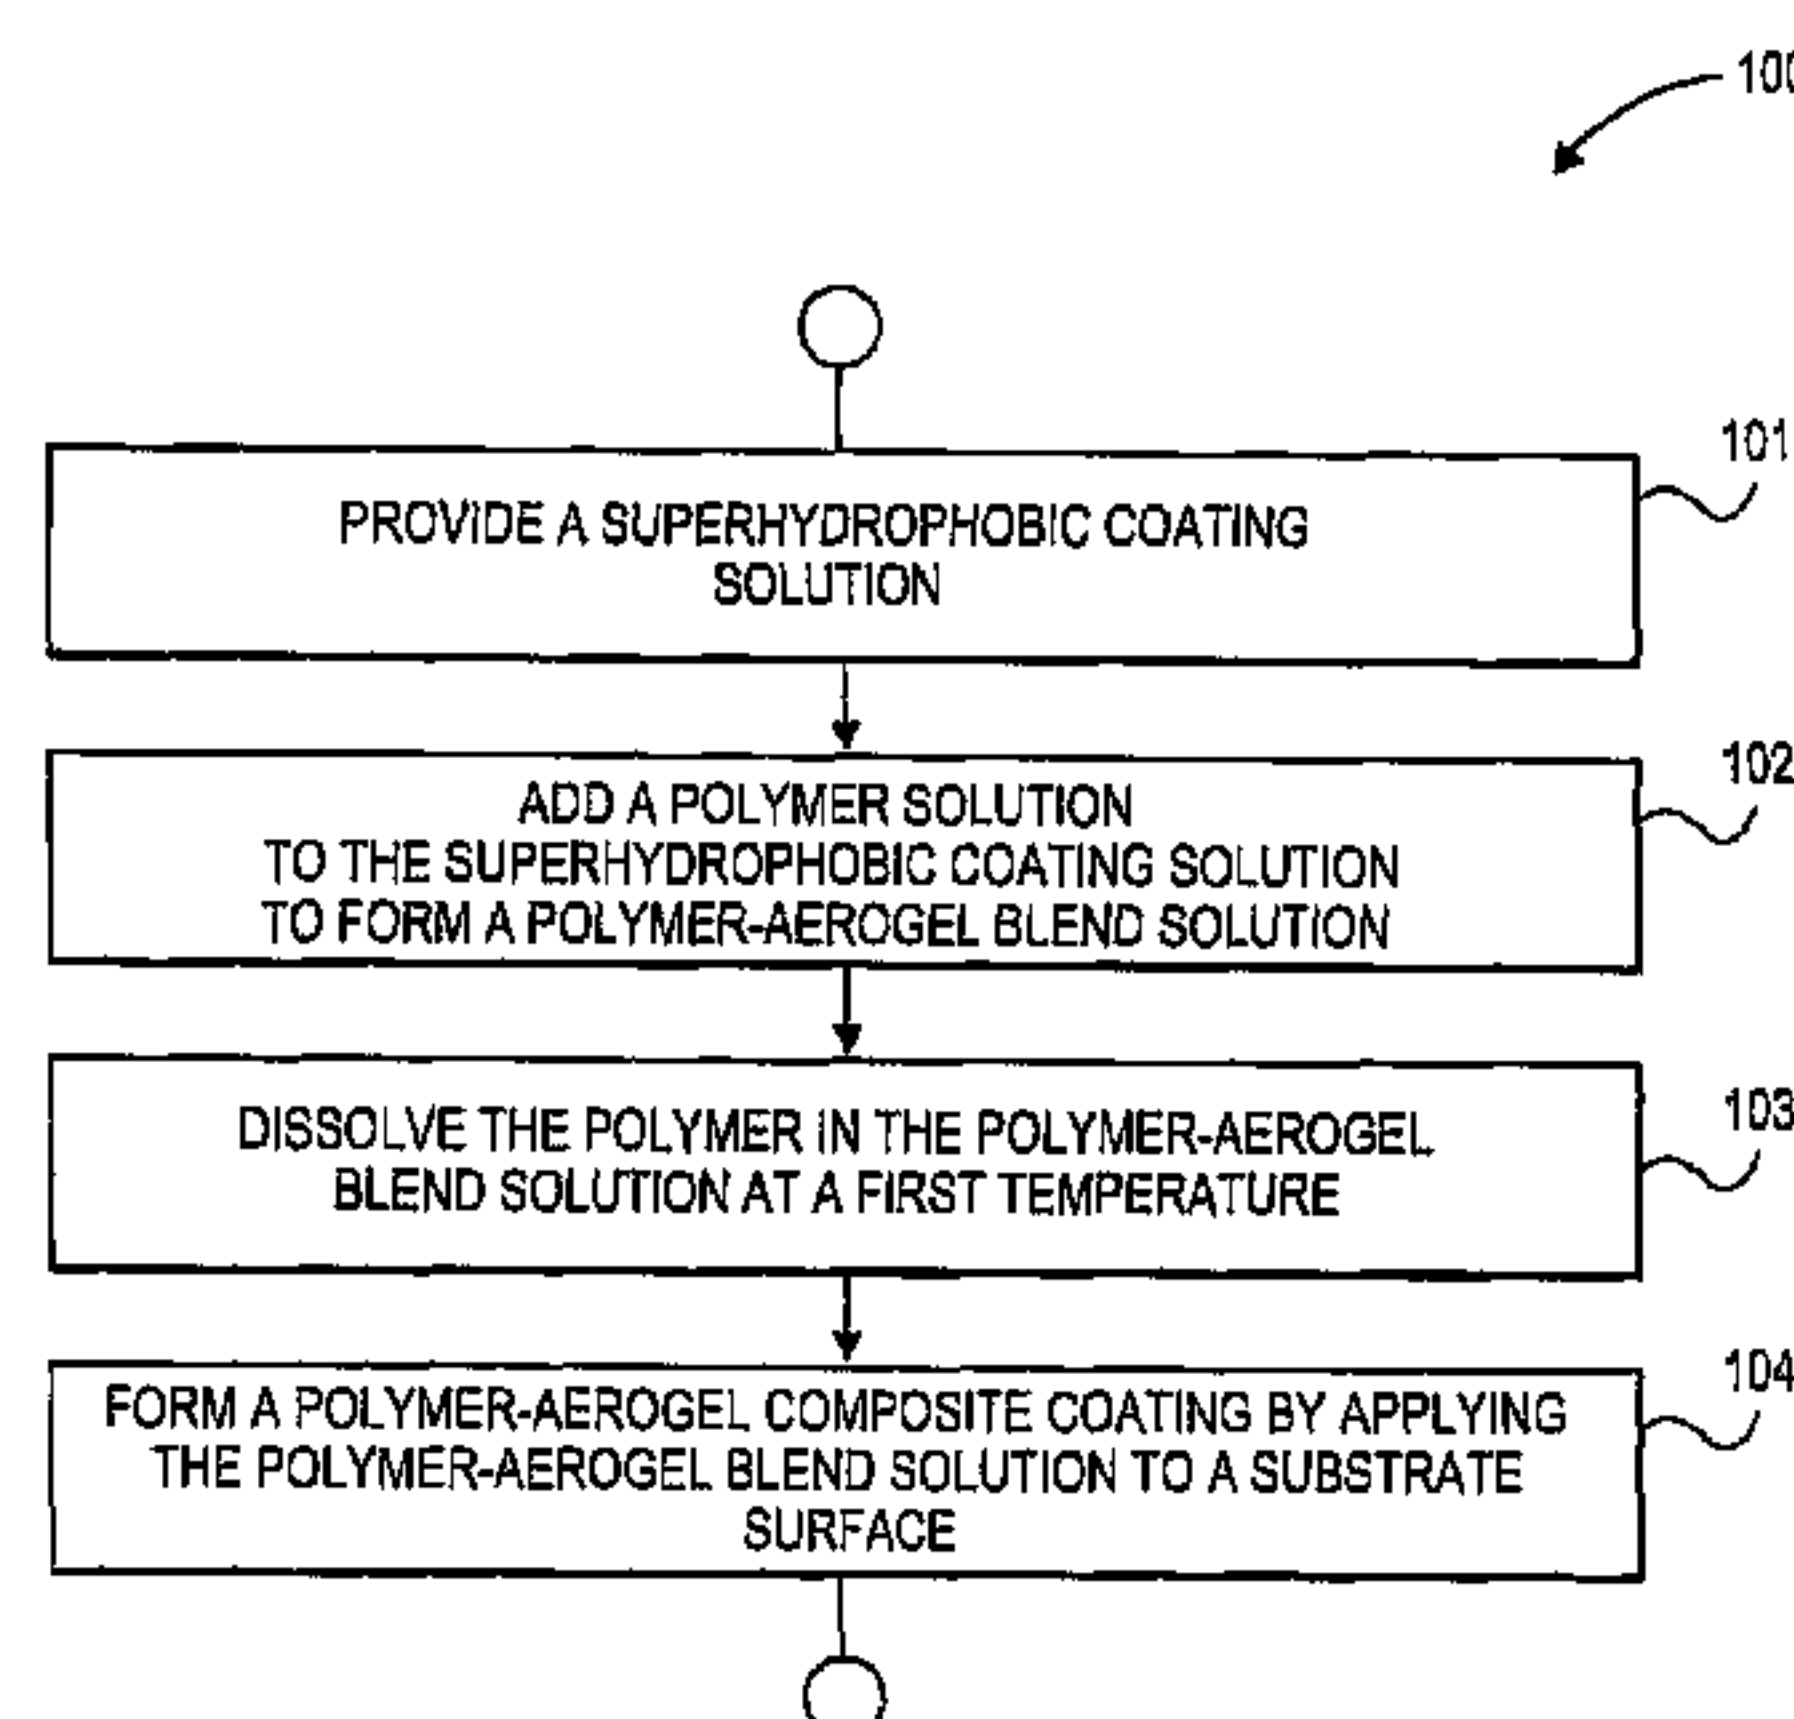 100
101
PROVIDE A SUPERHYDROPHOBIC COATING
SOLUTION
102
ADD A POLYMER SOLUTION
TO THE SUPERHYDROPHOBIC COATING SOLUTION
TO FORM A POLYMER-AEROGEL BLEND SOLUTION
103
DISSOLVE THE POLYMER IN THE POLYMER-AEROGEL
BLEND SOLUTION AT A FIRST TEMPERATURE
104
FORM A POLYMER-AEROGEL COMPOSITE COATING BY APPLYING
THE POLYMER-AEROGEL BLEND SOLUTION TO A SUBSTRATE
SURFACE